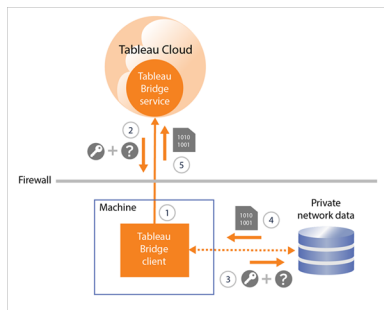 Tableau Cloud
Tableau
Bridge
service
2
1010
1001
+ ?
5
Firewall
Machine
1
Private
network data
1010
1001
4
Tableau
Bridge
client
3
+ ?